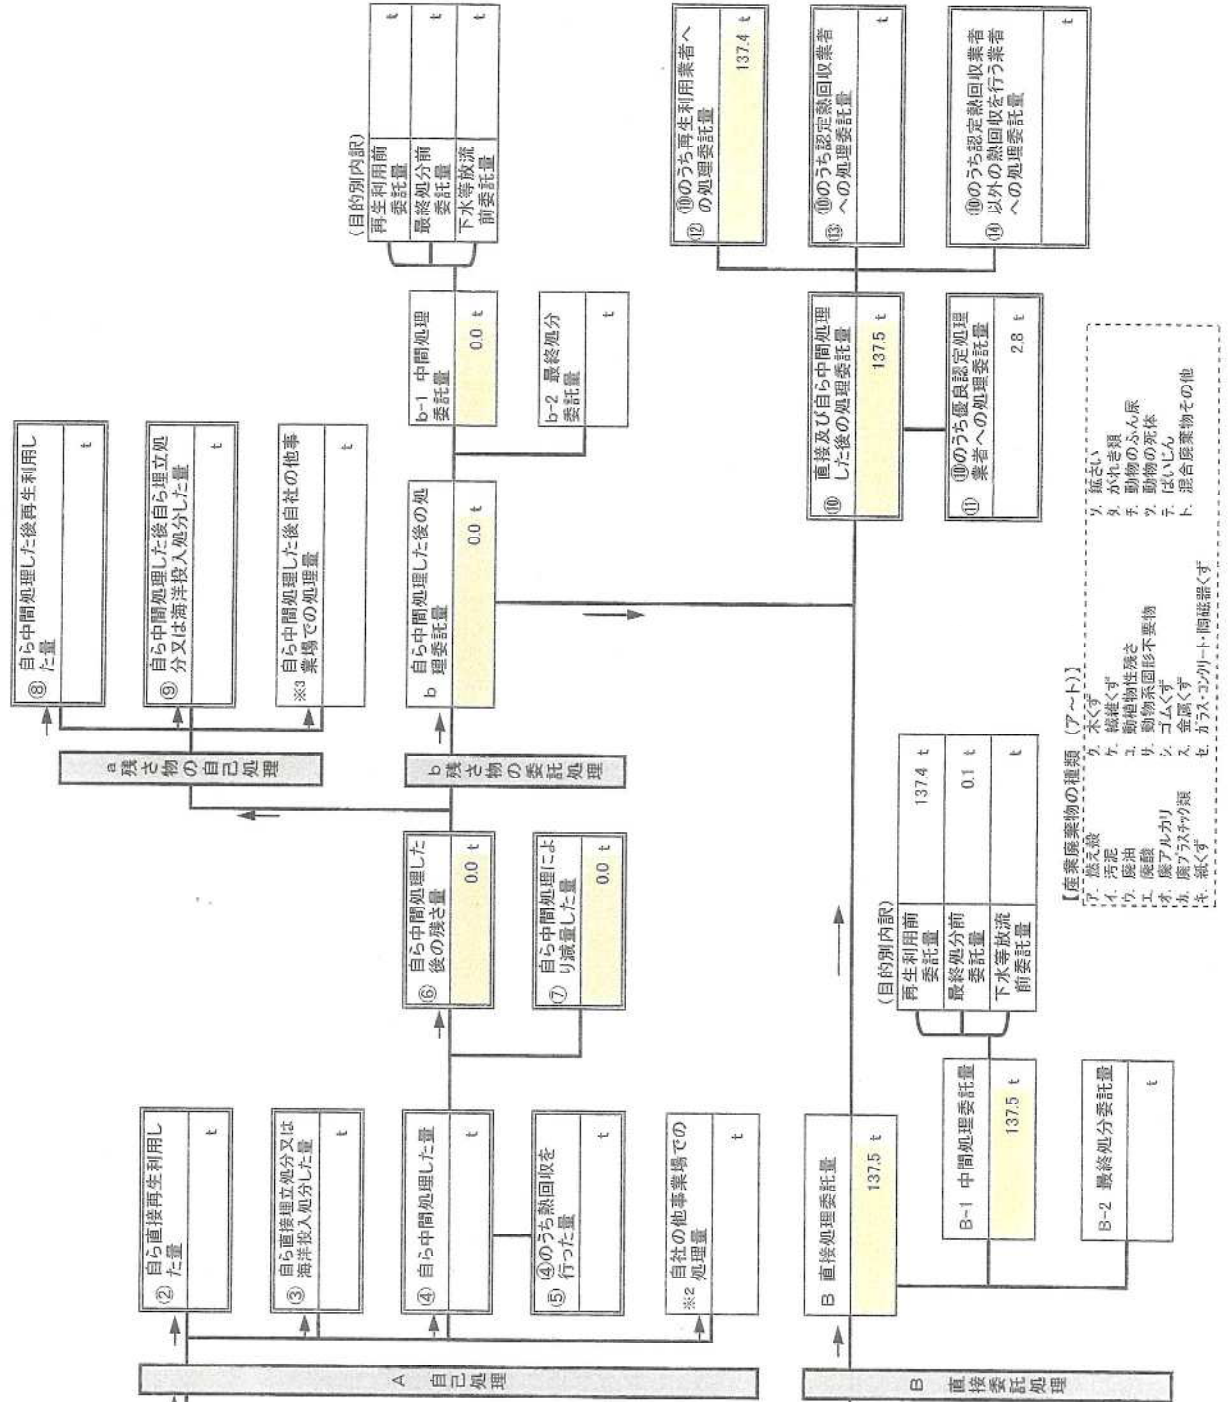 A 自己処理
② 自ら直接再生利用し
た量
t
③ 自ら直接埋立処分又は
海洋投入処分した量
t
④ 自ら中間処理した量
t
⑤ ④のうち熱回収を
行った量
t
※2 自社の他事業場での
処理量
t
⑥ 自ら中間処理した
後の残さ量
0.0 t
⑦ 自ら中間処理によ
り減量した量
0.0 t
a 残さ物の自己処理
⑧ 自ら中間処理した後再生利用し
た量
t
⑨ 自ら中間処理した後自ら埋立処
分又は海洋投入処分した量
t
※3 自ら中間処理した後自社の他事
業場での処理量
t
b 残さ物の委託処理
b 自ら中間処理した後の処
理委託量
0.0 t
b-1 中間処理
委託量
0.0 t
b-2 最終処分
委託量
t
(目的別内訳)
再生利用前
委託量
t
最終処分前
委託量
t
下水等放流
前委託量
t
B 直接委託処理
B 直接処理委託量
137.5 t
B-1 中間処理委託量
137.5 t
B-2 最終処分委託量
t
(目的別内訳)
再生利用前
委託量
137.4 t
最終処分前
委託量
0.1 t
下水等放流
前委託量
t
⑩ 直接及び自ら中間処理
した後の処理委託量
137.5 t
⑪ ⑩のうち優良認定処理
業者への処理委託量
2.8 t
⑫ ⑩のうち再生利用業者へ
の処理委託量
137.4 t
⑬ ⑩のうち認定熱回収業者
への処理委託量
t
⑭ ⑩のうち認定熱回収業者
以外の熱回収を行う業者
への処理委託量
t
【産業廃棄物の種類 (ア～ト)】
ア. 燃え殻
イ. 汚泥
ウ. 廃油
エ. 廃酸
オ. 廃アルカリ
カ. 廃プラスチック類
キ. 紙くず
ク. 木くず
ケ. 繊維くず
コ. 動植物性残さ
サ. 動物系固形不要物
シ. ゴムくず
ス. 金属くず
セ. ガラス・コンクリート・陶磁器くず
ソ. 鉱さい
タ. がれき類
チ. 動物のふん尿
ツ. 動物の死体
テ. ばいじん
ト. 混合廃棄物その他